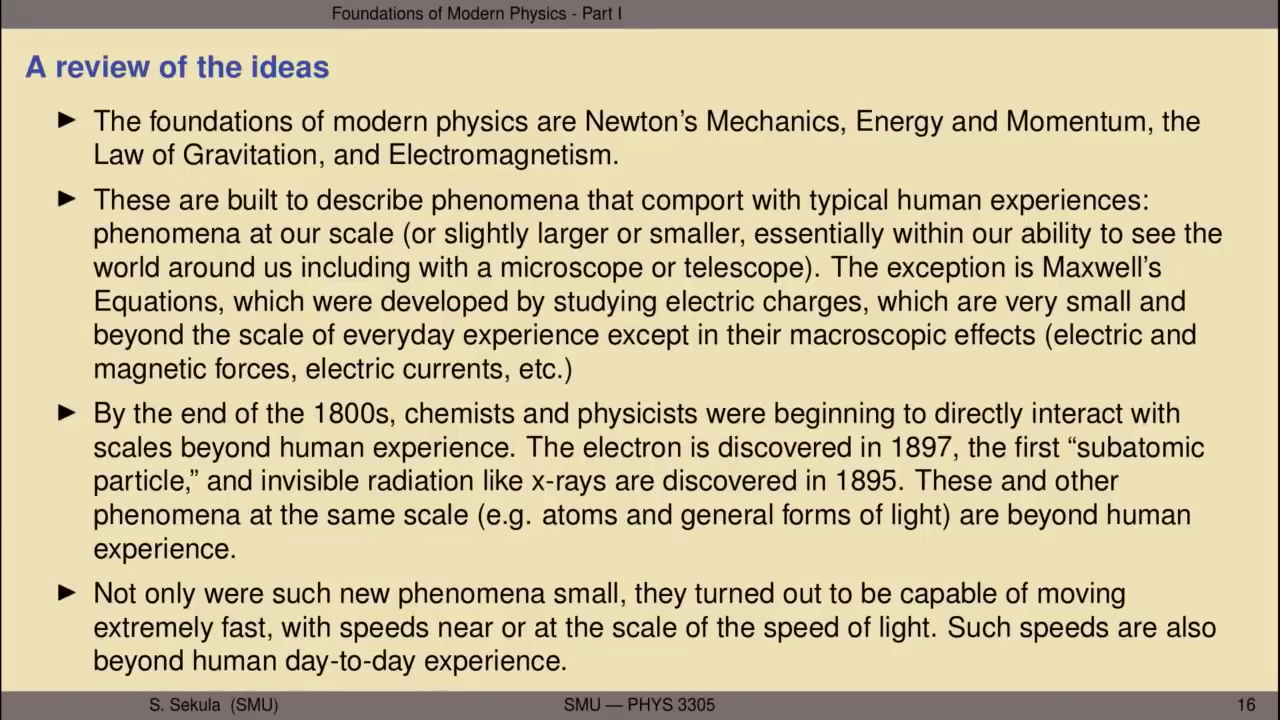 Foundations of Modern Physics - Part I
A review of the ideas
► The foundations of modern physics are Newton's Mechanics, Energy and Momentum, the
Law of Gravitation, and Electromagnetism.
► These are built to describe phenomena that comport with typical human experiences:
phenomena at our scale (or slightly larger or smaller, essentially within our ability to see the
world around us including with a microscope or telescope). The exception is Maxwell's
Equations, which were developed by studying electric charges, which are very small and
beyond the scale of everyday experience except in their macroscopic effects (electric and
magnetic forces, electric currents, etc.)
► By the end of the 1800s, chemists and physicists were beginning to directly interact with
scales beyond human experience. The electron is discovered in 1897, the first “subatomic
particle,” and invisible radiation like x-rays are discovered in 1895. These and other
phenomena at the same scale (e.g. atoms and general forms of light) are beyond human
experience.
► Not only were such new phenomena small, they turned out to be capable of moving
extremely fast, with speeds near or at the scale of the speed of light. Such speeds are also
beyond human day-to-day experience.
S. Sekula (SMU) SMU — PHYS 3305 16